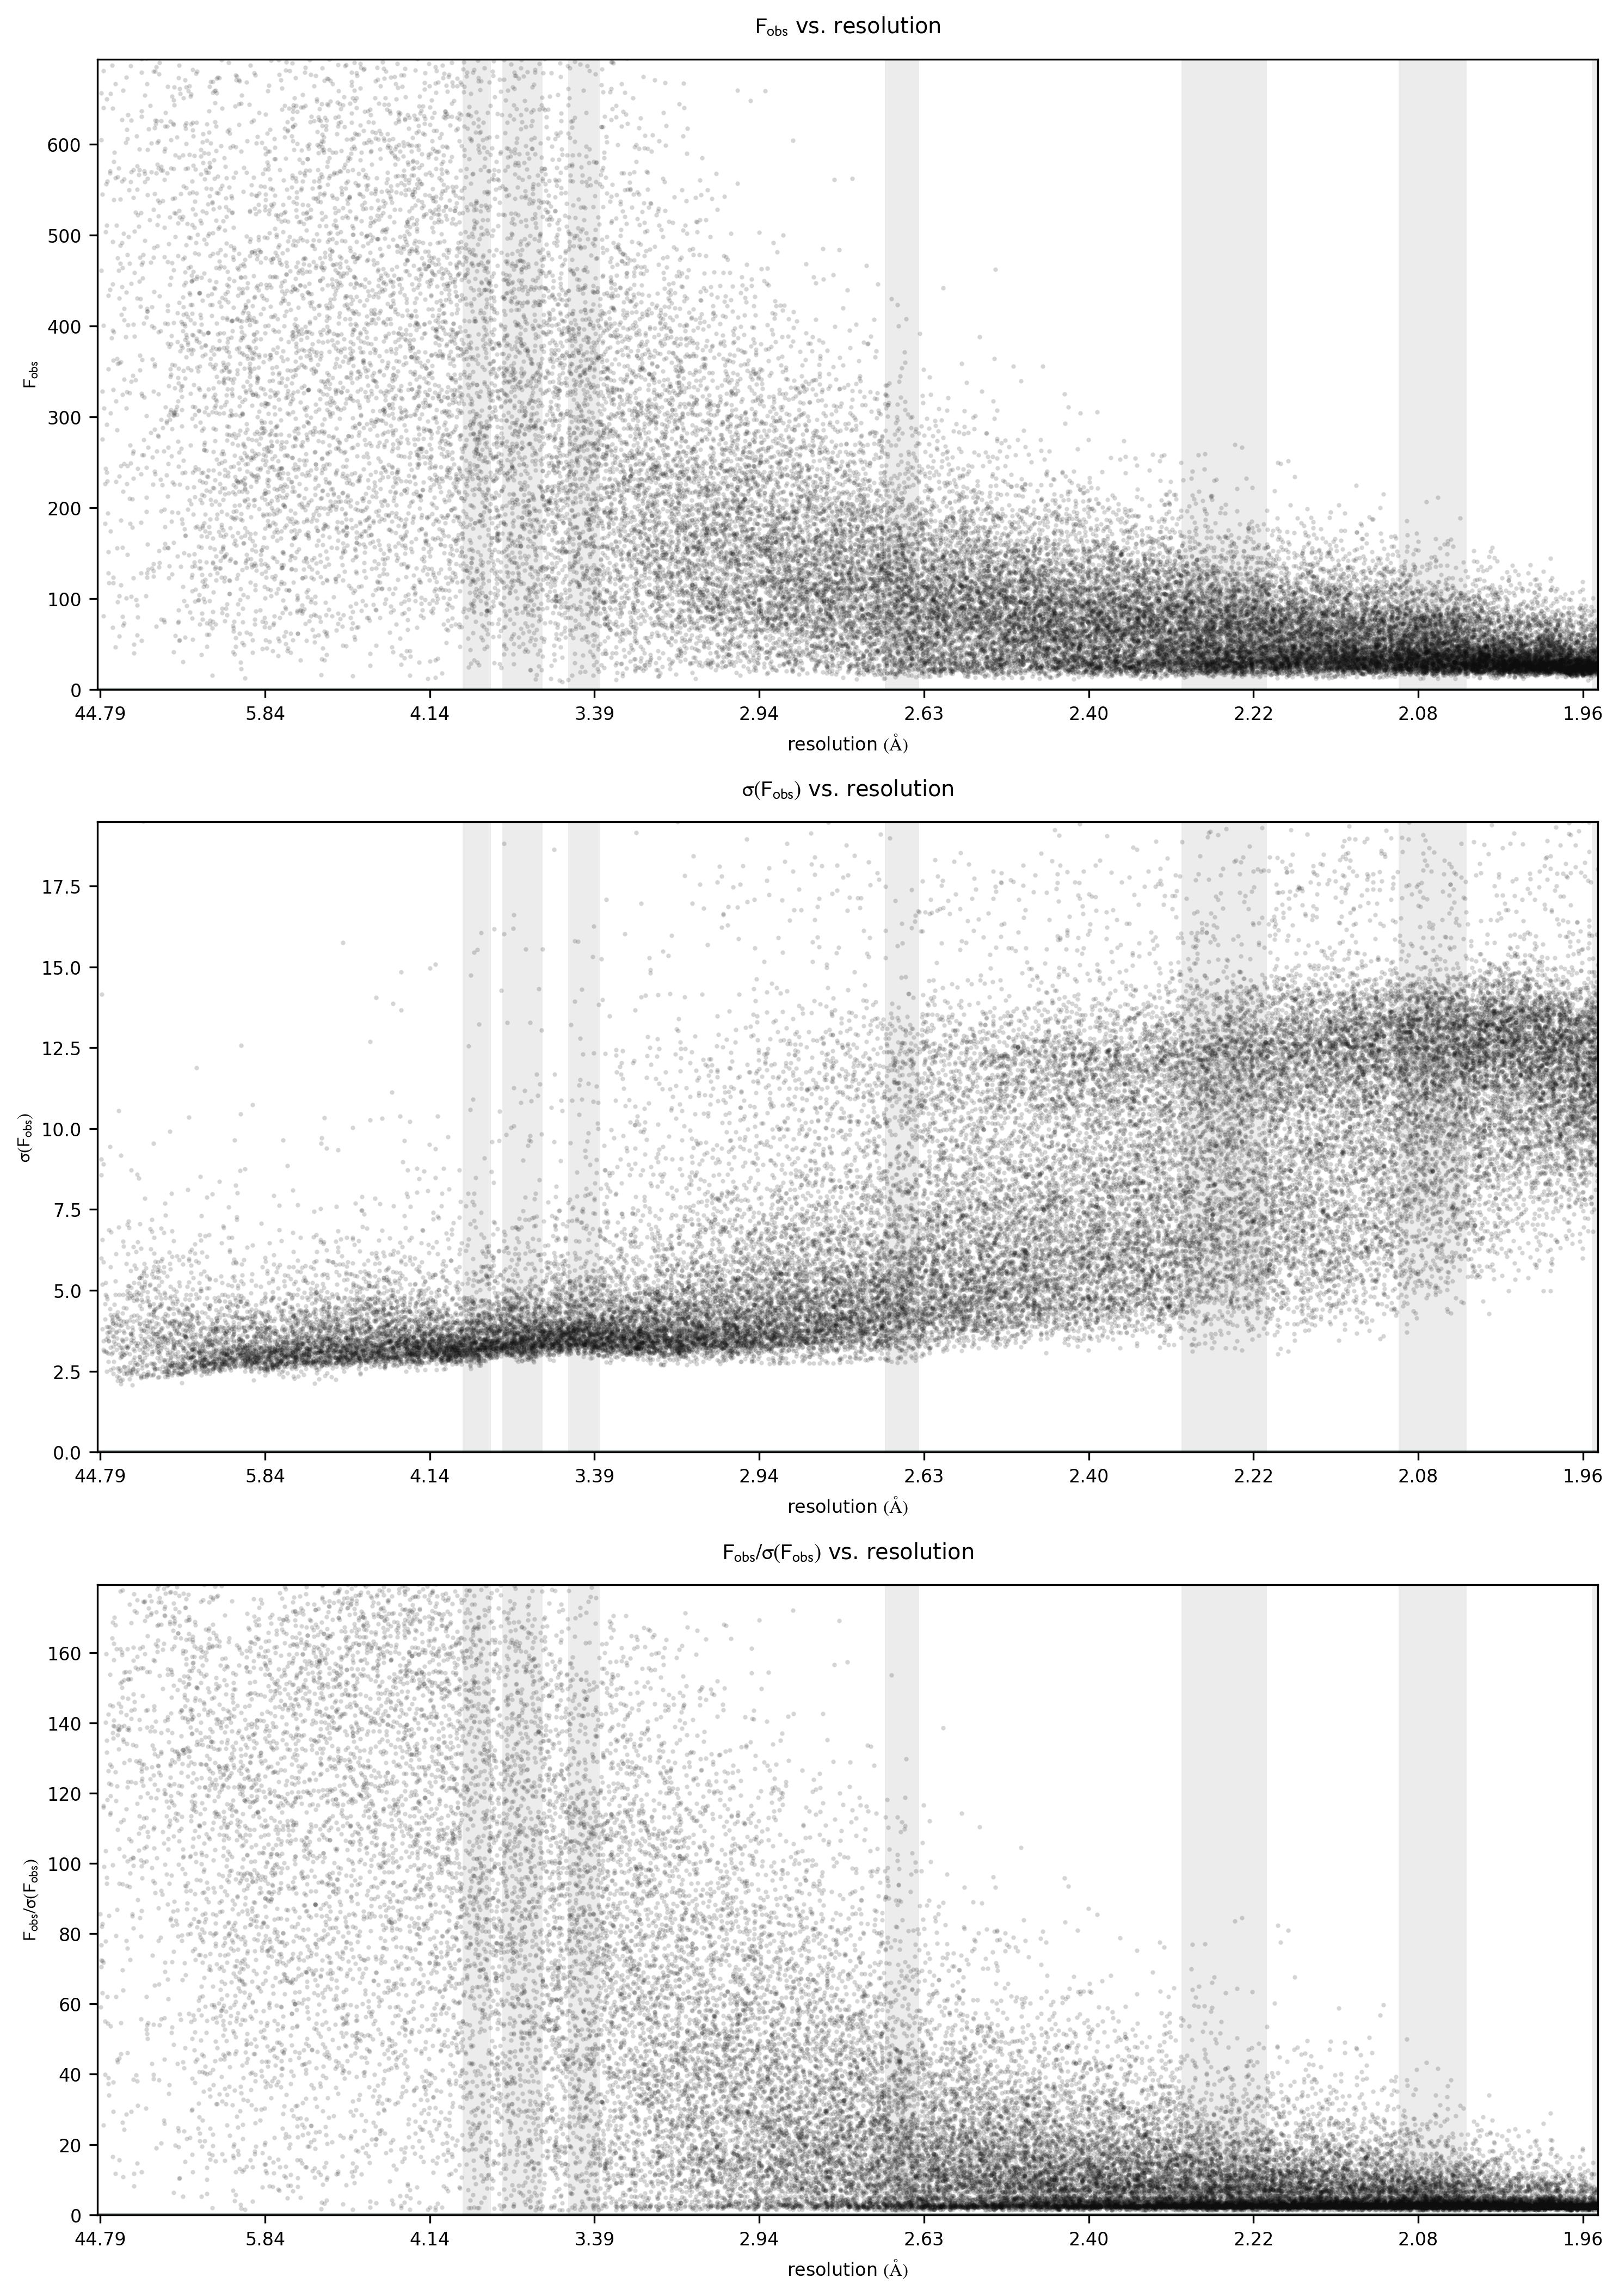 Fobs vs. resolution
600
500
400
300
200
100
0
Fobs
44.79 5.84 4.14 3.39 2.94 2.63 2.40 2.22 2.08 1.96
resolution (Å)
σ(Fobs) vs. resolution
17.5
15.0
12.5
10.0
7.5
5.0
2.5
0.0
σ(Fobs)
44.79 5.84 4.14 3.39 2.94 2.63 2.40 2.22 2.08 1.96
resolution (Å)
Fobs/σ(Fobs) vs. resolution
160
140
120
100
80
60
40
20
0
Fobs/σ(Fobs)
44.79 5.84 4.14 3.39 2.94 2.63 2.40 2.22 2.08 1.96
resolution (Å)